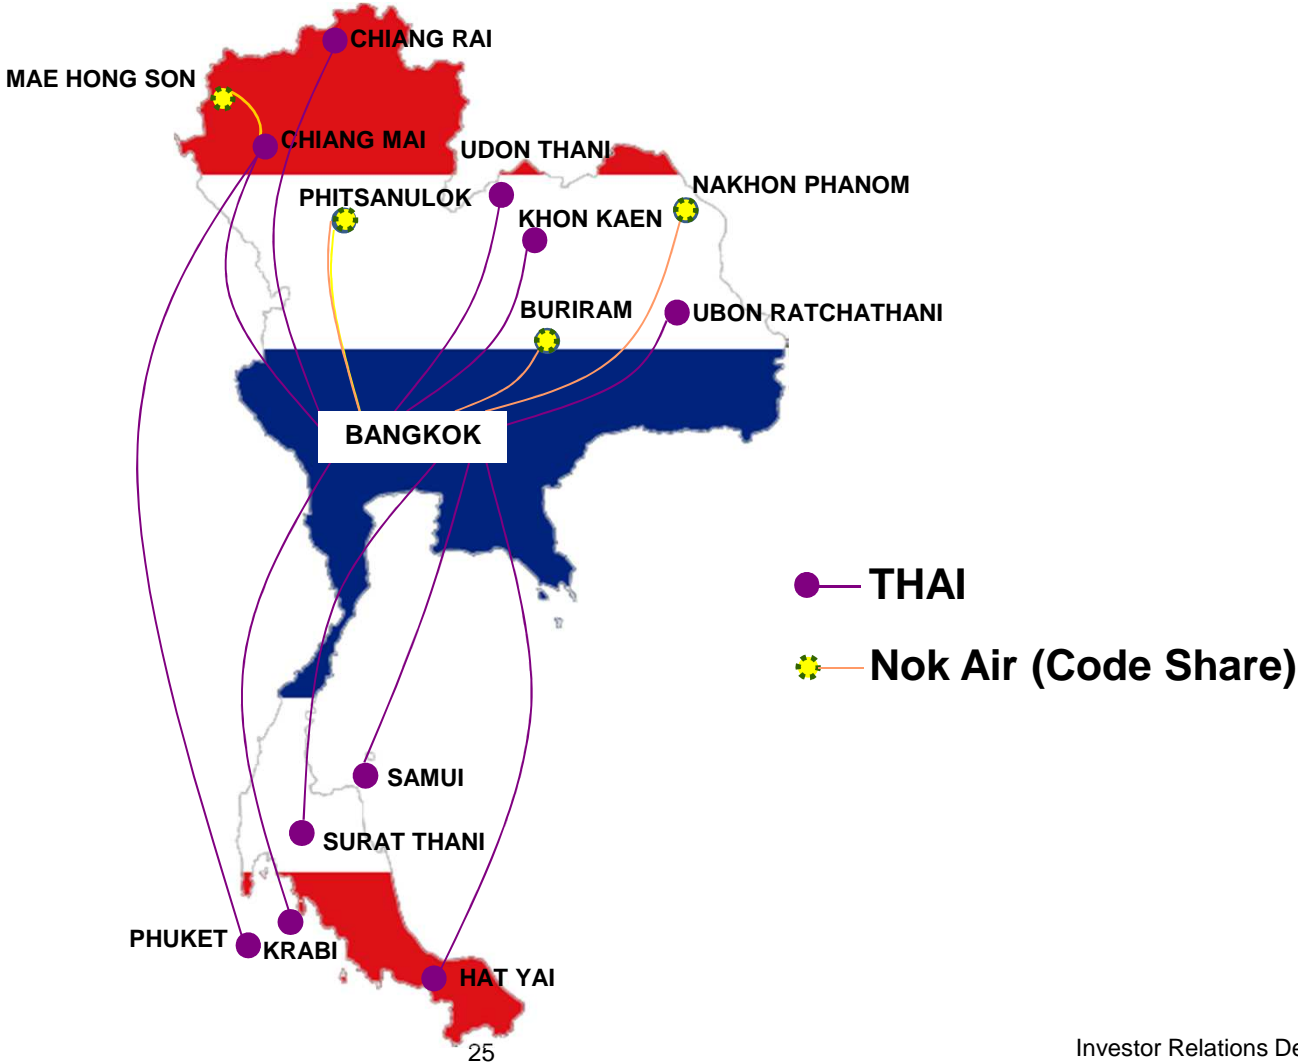 CHIANG RAI
MAE HONG SON
CHIANG MAI
UDON THANI
PHITSANULOK
NAKHON PHANOM
KHON KAEN
BURIRAM
UBON RATCHATHANI
BANGKOK
THAI
Nok Air (Code Share)
SAMUI
SURAT THANI
PHUKET
KRABI
HAT YAI
25
Investor Relations De